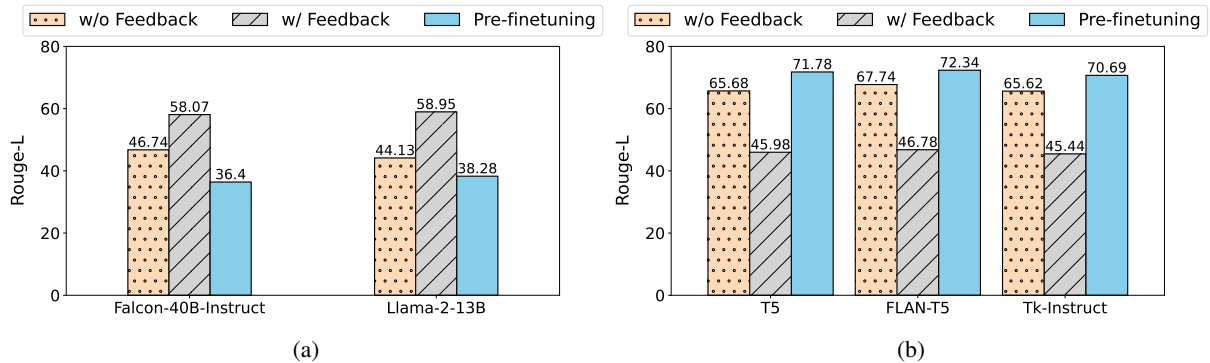 w/o Feedback w/ Feedback Pre-finetuning
80
60
40
20
0
Rouge-L
46.74 58.07 36.4
44.13 58.95 38.28
Falcon-40B-Instruct Llama-2-13B
(a)
w/o Feedback w/ Feedback Pre-finetuning
80
60
40
20
0
Rouge-L
65.68 45.98 71.78
67.74 46.78 72.34
65.62 45.44 70.69
T5 FLAN-T5 Tk-Instruct
(b)